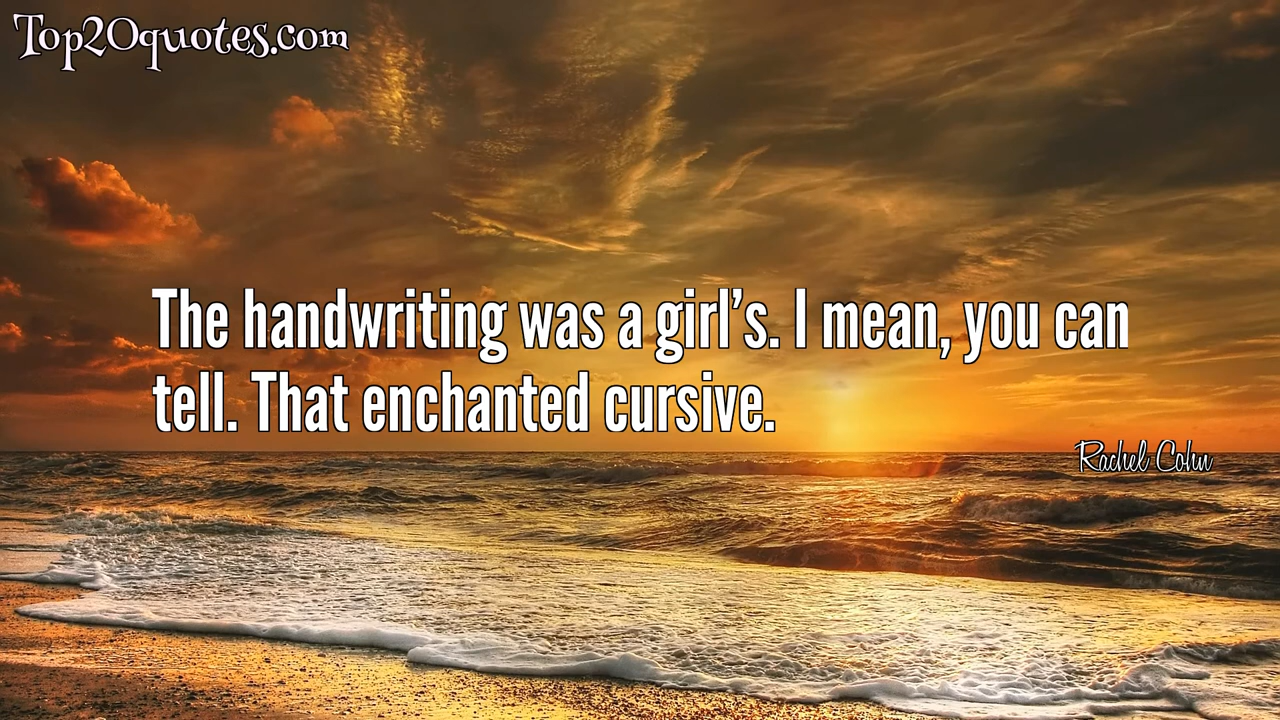 Top20quotes.com
The handwriting was a girl’s. I mean, you can
tell. That enchanted cursive.
Rachel Cohn